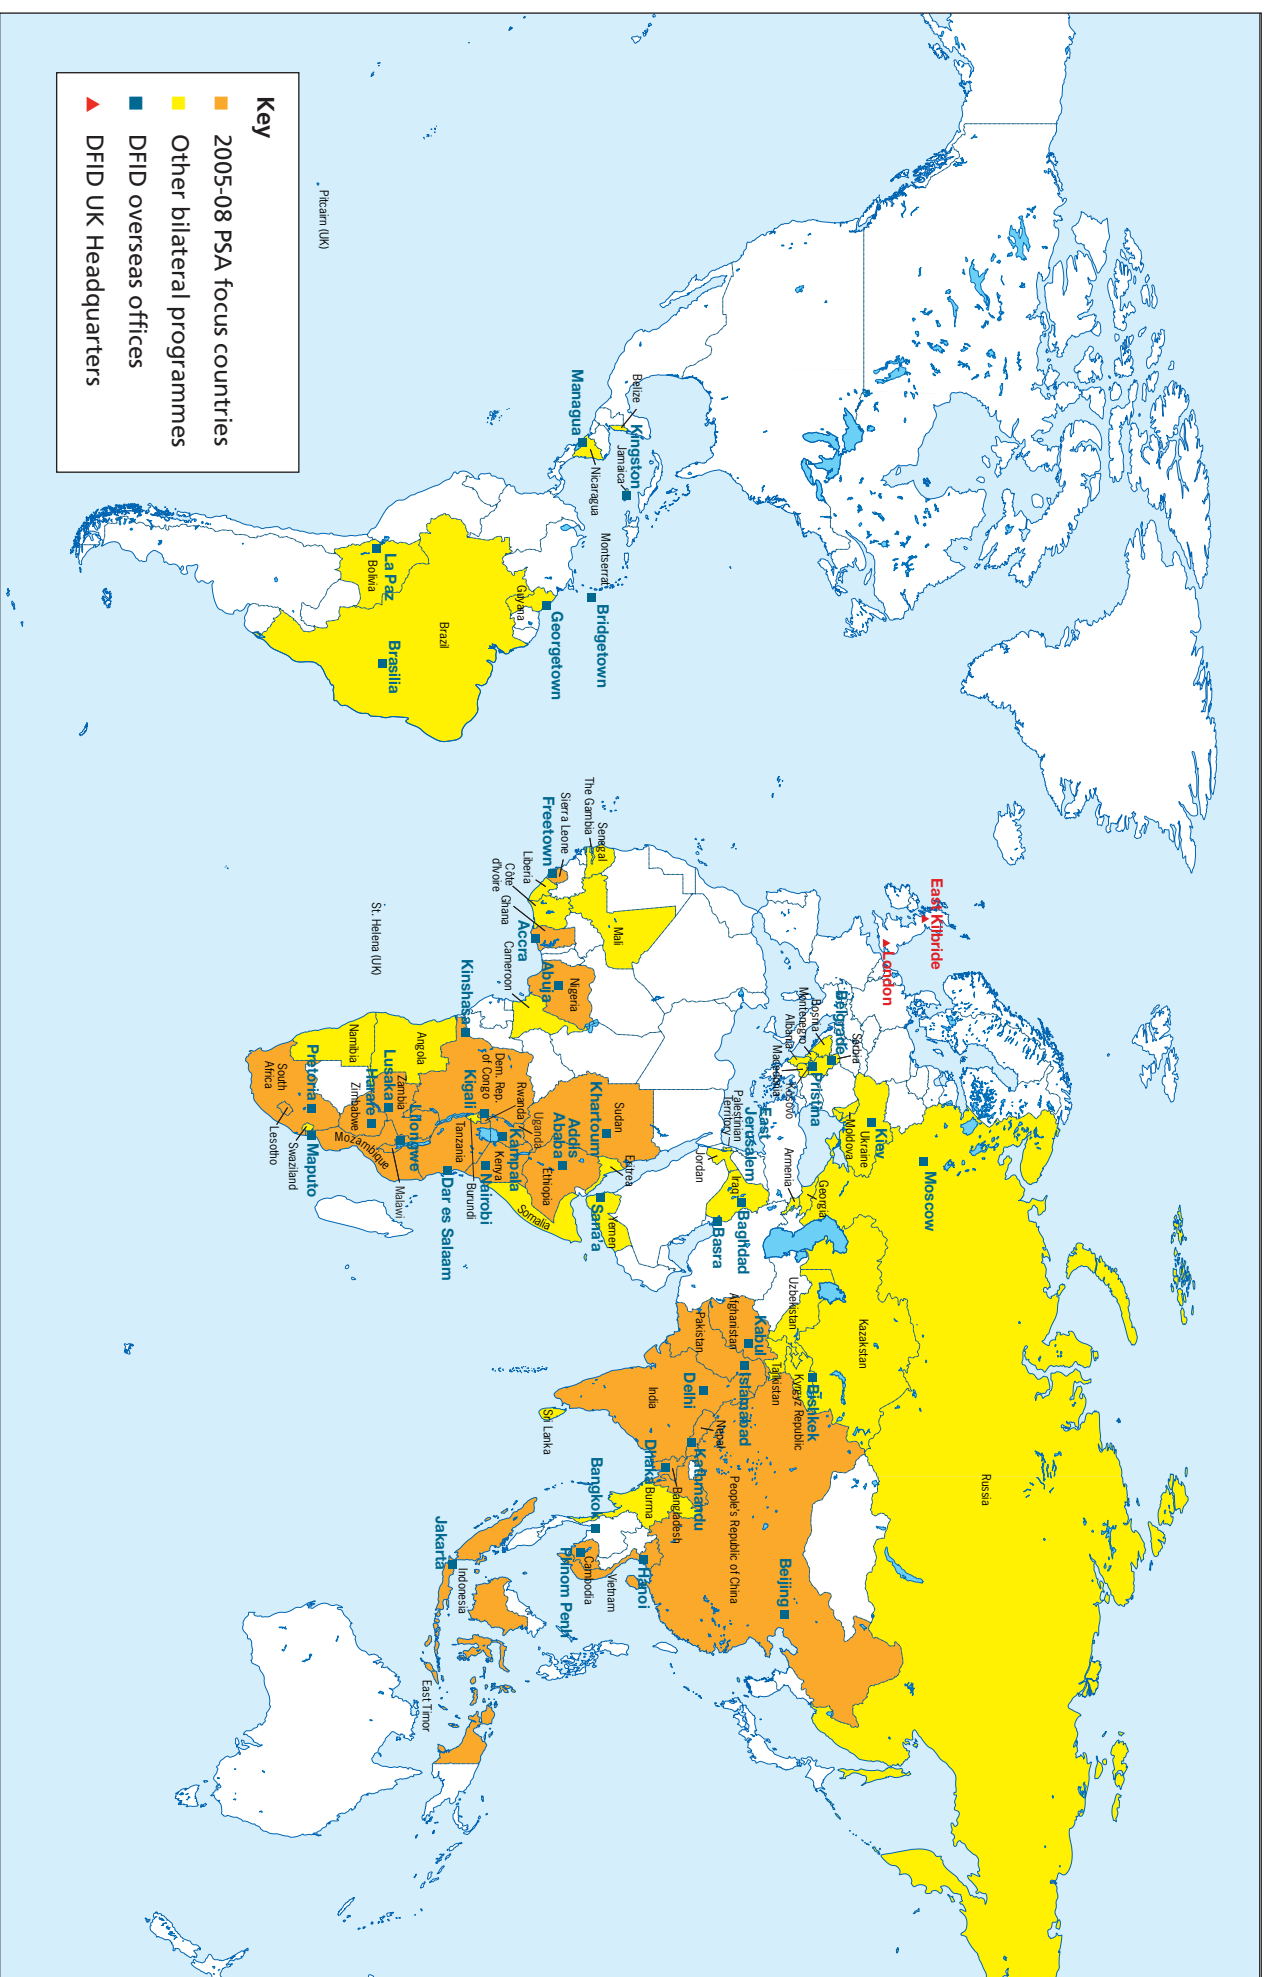 Key
2005-08 PSA focus countries
Other bilateral programmes
DFID overseas offices
DFID UK Headquarters
Pitcairn (UK)
Belize
Kingston
Jamaica
Managua
Nicaragua
Montserrat
Bridgetown
Georgetown
Guyana
La Paz
Bolivia
Brazil
Brasilia
East Kilbride
London
Moscow
Russia
Belgrade
Serbia
Bosnia
Montenegro
Albania
Macedonia
Kosovo
Pristina
Kiev
Ukraine
Moldova
Georgia
Armenia
East
Jerusalem
Palestinian
Territory
Jordan
Iraq
Baghdad
Basra
Kazakstan
Uzbekistan
Bishkek
Kyrgyz Republic
Tajikistan
Kabul
Afghanistan
Islamabad
Pakistan
Delhi
India
Nepal
Kathmandu
Dhaka
Bangladesh
Burma
Sri Lanka
People's Republic of China
Beijing
Hanoi
Vietnam
Bangkok
Cambodia
Phnom Penh
Jakarta
Indonesia
East Timor
Senegal
The Gambia
Sierra Leone
Freetown
Liberia
Côte
d'Ivoire
Ghana
Accra
Mali
Nigeria
Abuja
Cameroon
St. Helena (UK)
Khartoum
Sudan
Eritrea
Yemen
Sana'a
Addis
Ababa
Ethiopia
Somalia
Uganda
Kampala
Kenya
Nairobi
Rwanda
Kigali
Burundi
Dem. Rep.
of Congo
Kinshasa
Tanzania
Dar es Salaam
Angola
Zambia
Lusaka
Lilongwe
Malawi
Harare
Zimbabwe
Mozambique
Maputo
Namibia
Pretoria
South
Africa
Swaziland
Lesotho